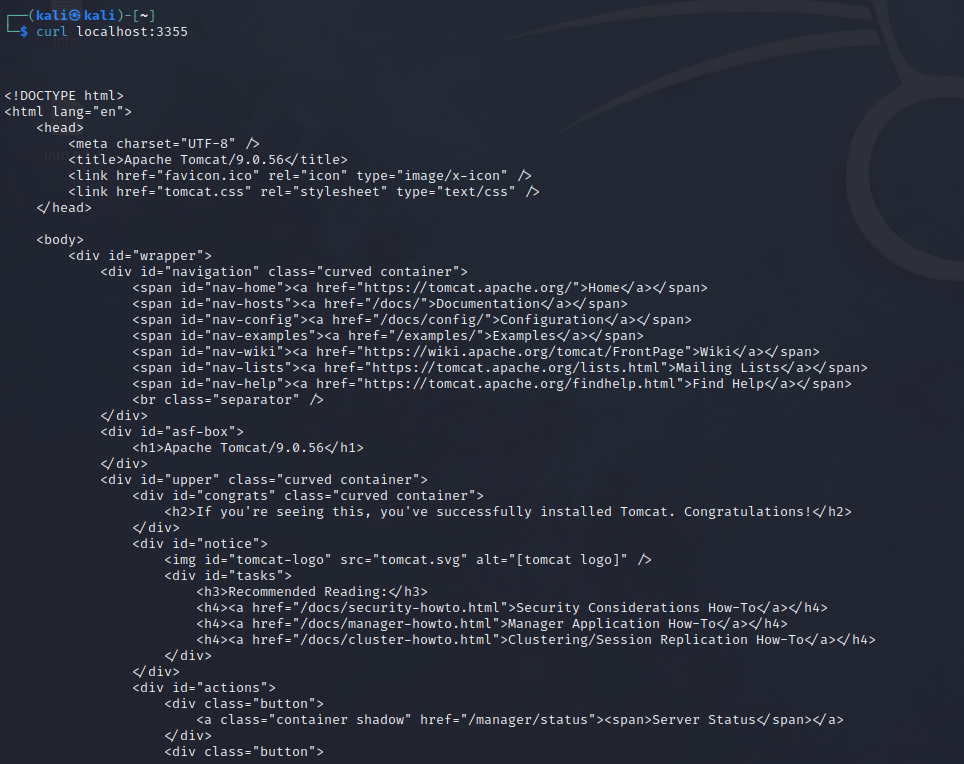 ┌──(kali㉿kali)-[~]
└─$ curl localhost:3355
<!DOCTYPE html>
<html lang="en">
    <head>
        <meta charset="UTF-8" />
        <title>Apache Tomcat/9.0.56</title>
        <link href="favicon.ico" rel="icon" type="image/x-icon" />
        <link href="tomcat.css" rel="stylesheet" type="text/css" />
    </head>
    <body>
        <div id="wrapper">
            <div id="navigation" class="curved container">
                <span id="nav-home"><a href="https://tomcat.apache.org/">Home</a></span>
                <span id="nav-hosts"><a href="/docs/">Documentation</a></span>
                <span id="nav-config"><a href="/docs/config/">Configuration</a></span>
                <span id="nav-examples"><a href="/examples/">Examples</a></span>
                <span id="nav-wiki"><a href="https://wiki.apache.org/tomcat/FrontPage">Wiki</a></span>
                <span id="nav-lists"><a href="https://tomcat.apache.org/lists.html">Mailing Lists</a></span>
                <span id="nav-help"><a href="https://tomcat.apache.org/findhelp.html">Find Help</a></span>
                <br class="separator" />
            </div>
            <div id="asf-box">
                <h1>Apache Tomcat/9.0.56</h1>
            </div>
            <div id="upper" class="curved container">
                <div id="congrats" class="curved container">
                    <h2>If you're seeing this, you've successfully installed Tomcat. Congratulations!</h2>
                </div>
                <div id="notice">
                    <img id="tomcat-logo" src="tomcat.svg" alt="[tomcat logo]" />
                    <div id="tasks">
                        <h3>Recommended Reading:</h3>
                        <h4><a href="/docs/security-howto.html">Security Considerations How-To</a></h4>
                        <h4><a href="/docs/manager-howto.html">Manager Application How-To</a></h4>
                        <h4><a href="/docs/cluster-howto.html">Clustering/Session Replication How-To</a></h4>
                    </div>
                </div>
                <div id="actions">
                    <div class="button">
                        <a class="container shadow" href="/manager/status"><span>Server Status</span></a>
                    </div>
                    <div class="button">